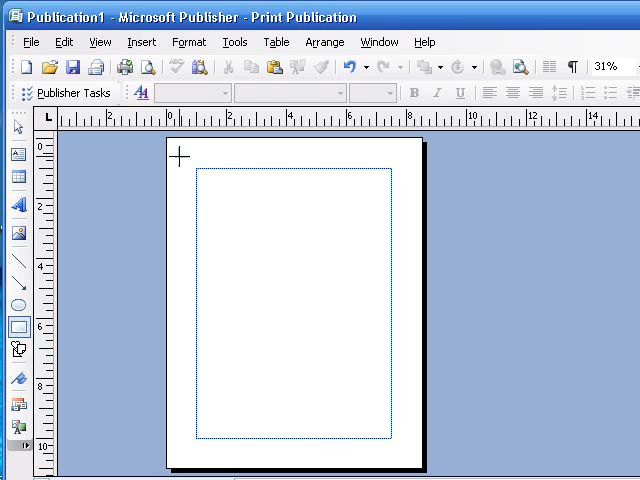 Publication1 - Microsoft Publisher - Print Publication
File Edit View Insert Format Tools Table Arrange Window Help
31%
Publisher Tasks AA B I U
L 2 0 2 4 6 8 10 12 14
0
2
4
6
8
10